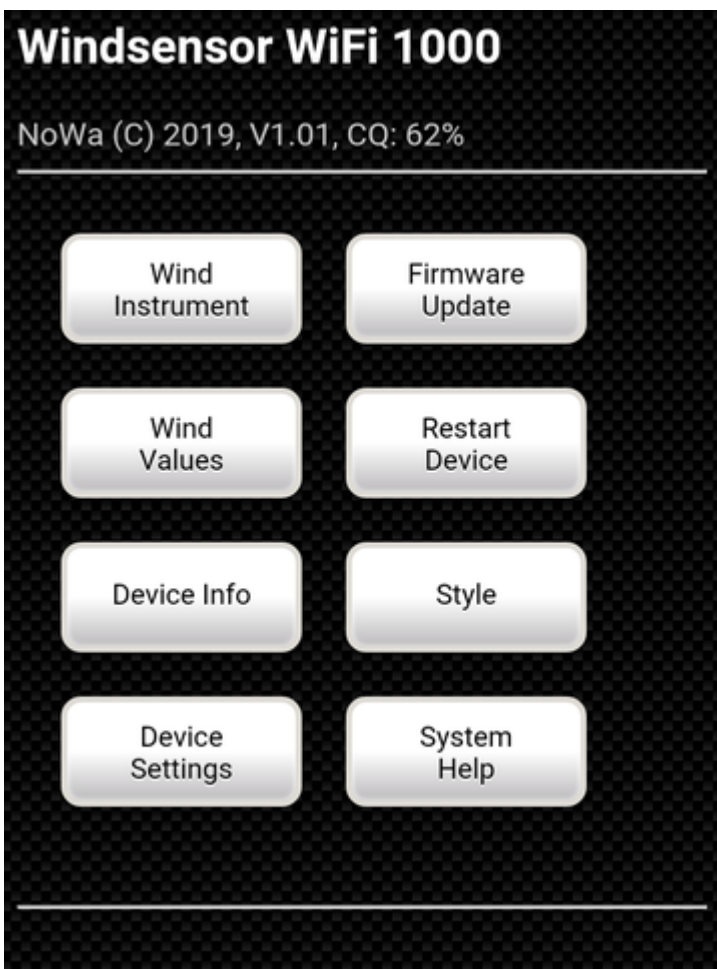 Windsensor WiFi 1000
NoWa (C) 2019, V1.01, CQ: 62%
Wind
Instrument
Firmware
Update
Wind
Values
Restart
Device
Device Info
Style
Device
Settings
System
Help